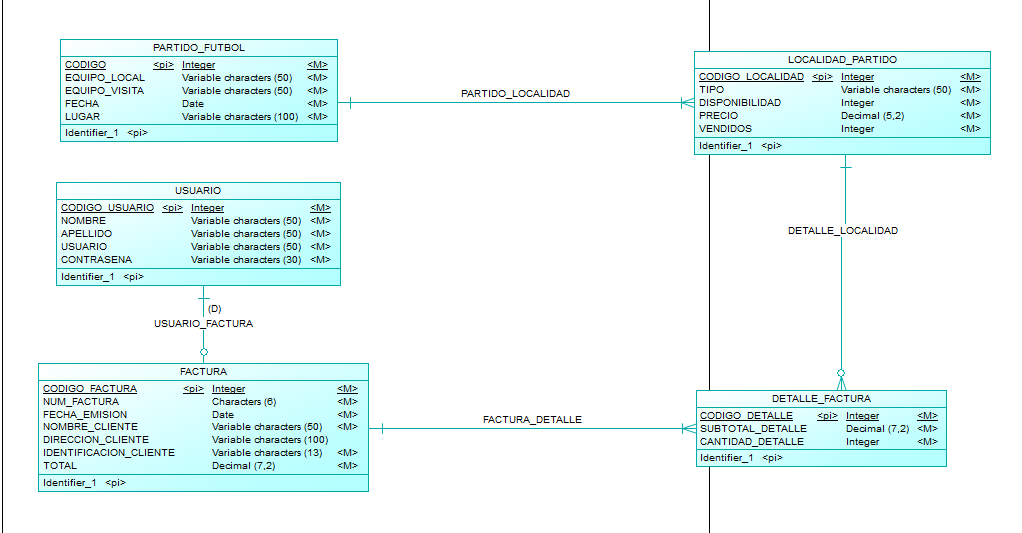 PARTIDO_FUTBOL
CODIGO <pi> Integer <M>
EQUIPO_LOCAL Variable characters (50) <M>
EQUIPO_VISITA Variable characters (50) <M>
FECHA Date <M>
LUGAR Variable characters (100) <M>
Identifier_1 <pi>
PARTIDO_LOCALIDAD
LOCALIDAD_PARTIDO
CODIGO_LOCALIDAD <pi> Integer <M>
TIPO Variable characters (50) <M>
DISPONIBILIDAD Integer <M>
PRECIO Decimal (5,2) <M>
VENDIDOS Integer <M>
Identifier_1 <pi>
USUARIO
CODIGO_USUARIO <pi> Integer <M>
NOMBRE Variable characters (50) <M>
APELLIDO Variable characters (50) <M>
USUARIO Variable characters (50) <M>
CONTRASENA Variable characters (30) <M>
Identifier_1 <pi>
DETALLE_LOCALIDAD
(D)
USUARIO_FACTURA
FACTURA
CODIGO_FACTURA <pi> Integer <M>
NUM_FACTURA Characters (6) <M>
FECHA_EMISION Date <M>
NOMBRE_CLIENTE Variable characters (50) <M>
DIRECCION_CLIENTE Variable characters (100)
IDENTIFICACION_CLIENTE Variable characters (13) <M>
TOTAL Decimal (7,2) <M>
Identifier_1 <pi>
FACTURA_DETALLE
DETALLE_FACTURA
CODIGO_DETALLE <pi> Integer <M>
SUBTOTAL_DETALLE Decimal (7,2) <M>
CANTIDAD_DETALLE Integer <M>
Identifier_1 <pi>